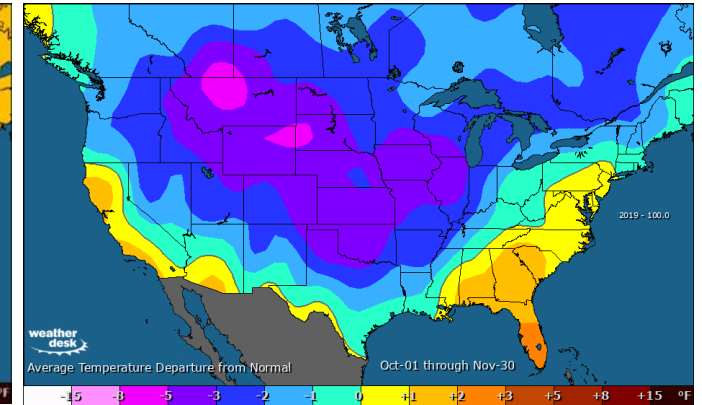 2019 - 100.0
weather
desk
Average Temperature Departure from Normal
Oct-01 through Nov-30
°F
-15 -8 -5 -3 -2 -1 0 +1 +2 +3 +5 +8 +15 °F